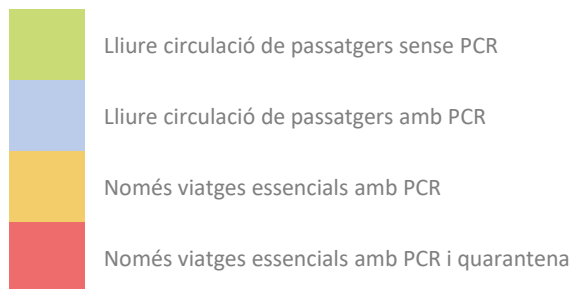 Lliure circulació de passatgers sense PCR
Lliure circulació de passatgers amb PCR
Només viatges essencials amb PCR
Només viatges essencials amb PCR i quarantena